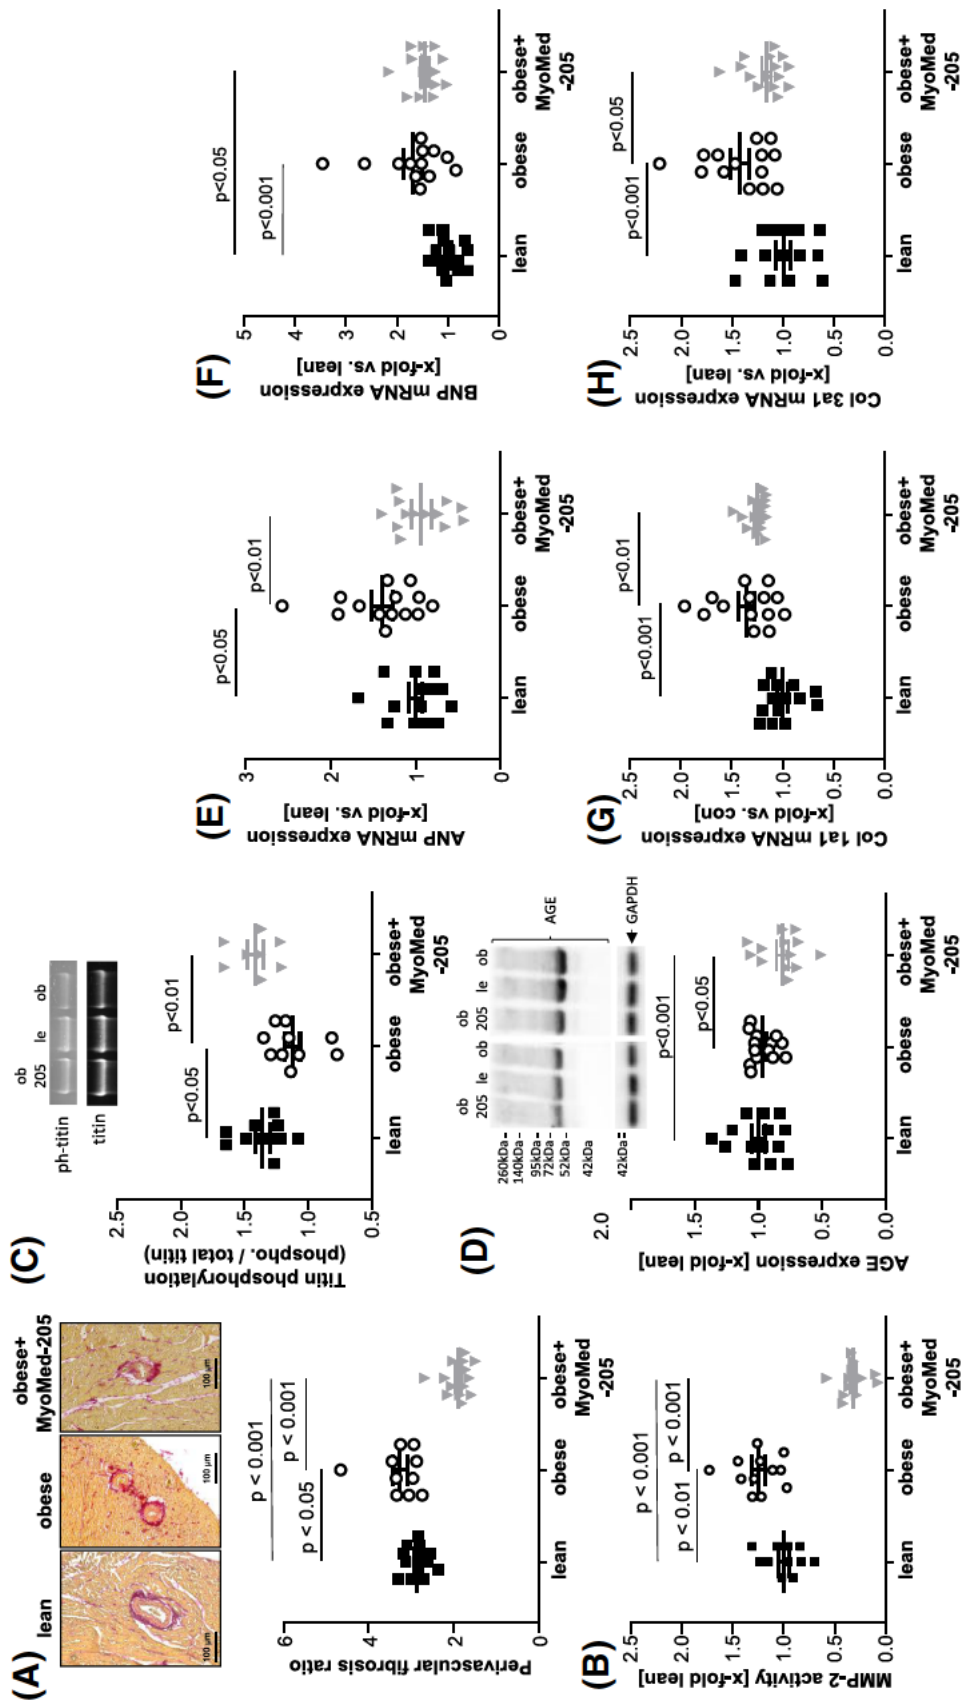 (A)
lean
obese
obese+
MyoMed-205
100 µm
100 µm
100 µm
Perivascular fibrosis ratio
6
4
2
0
p < 0.001
p < 0.001
p < 0.05
lean
obese
obese+
MyoMed
-205
(B)
MMP-2 activity [x-fold lean]
2.5
2.0
1.5
1.0
0.5
0.0
p < 0.001
p < 0.001
p < 0.01
lean
obese
obese+
MyoMed
-205
(C)
ob
205
le
ob
ph-titin
titin
Titin phosphorylation
(phospho. / total titin)
2.5
2.0
1.5
1.0
0.5
p<0.05
p<0.01
lean
obese
obese+
MyoMed
-205
(D)
ob
205
le
ob
ob
205
le
ob
260kDa
140kDa
95kDa
72kDa
52kDa
42kDa
42kDa
AGE
GAPDH
AGE expression [x-fold lean]
2.0
1.5
1.0
0.5
0.0
p<0.001
p<0.05
lean
obese
obese+
MyoMed
-205
(E)
ANP mRNA expression
[x-fold vs. lean]
3
2
1
0
p<0.05
p<0.01
lean
obese
obese+
MyoMed
-205
(F)
BNP mRNA expression
[x-fold vs. lean]
5
4
3
2
1
0
p<0.05
p<0.001
lean
obese
obese+
MyoMed
-205
(G)
Col 1a1 mRNA expression
[x-fold vs. con]
2.5
2.0
1.5
1.0
0.5
0.0
p<0.001
p<0.01
lean
obese
obese+
MyoMed
-205
(H)
Col 3a1 mRNA expression
[x-fold vs. lean]
2.5
2.0
1.5
1.0
0.5
0.0
p<0.001
p<0.05
lean
obese
obese+
MyoMed
-205